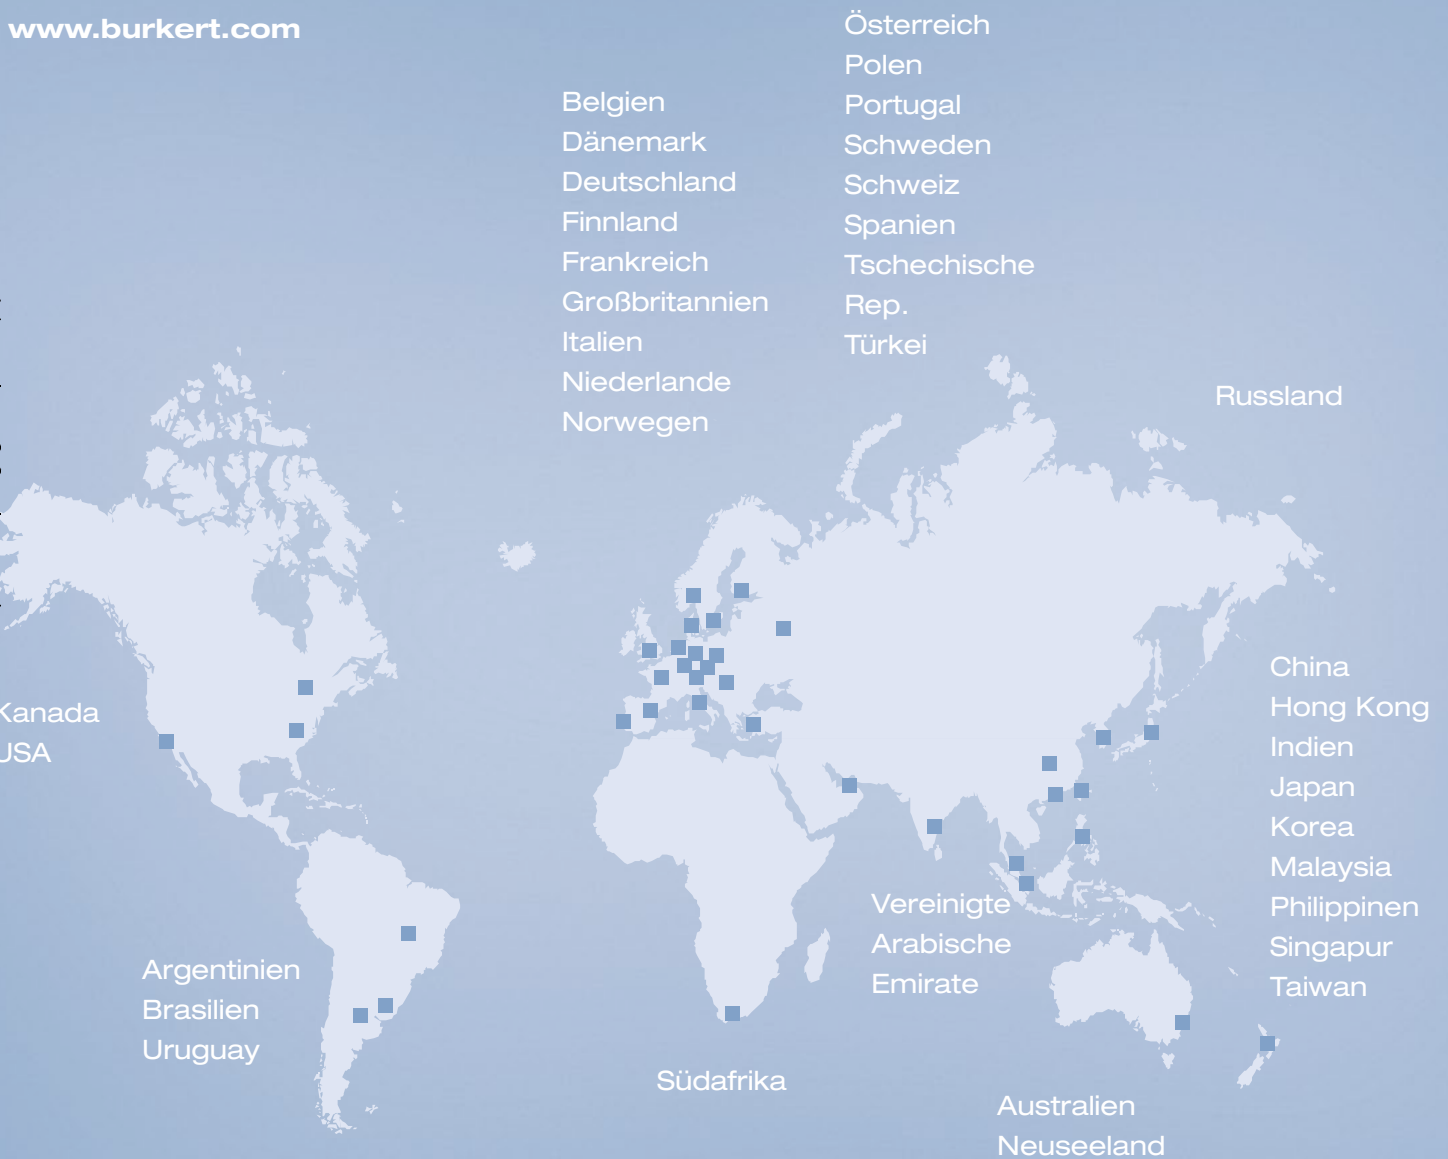 www.burkert.com
Belgien
Dänemark
Deutschland
Finnland
Frankreich
Großbritannien
Italien
Niederlande
Norwegen
Österreich
Polen
Portugal
Schweden
Schweiz
Spanien
Tschechische
Rep.
Türkei
Russland
Kanada
USA
China
Hong Kong
Indien
Japan
Korea
Malaysia
Philippinen
Singapur
Taiwan
Vereinigte
Arabische
Emirate
Argentinien
Brasilien
Uruguay
Südafrika
Australien
Neuseeland